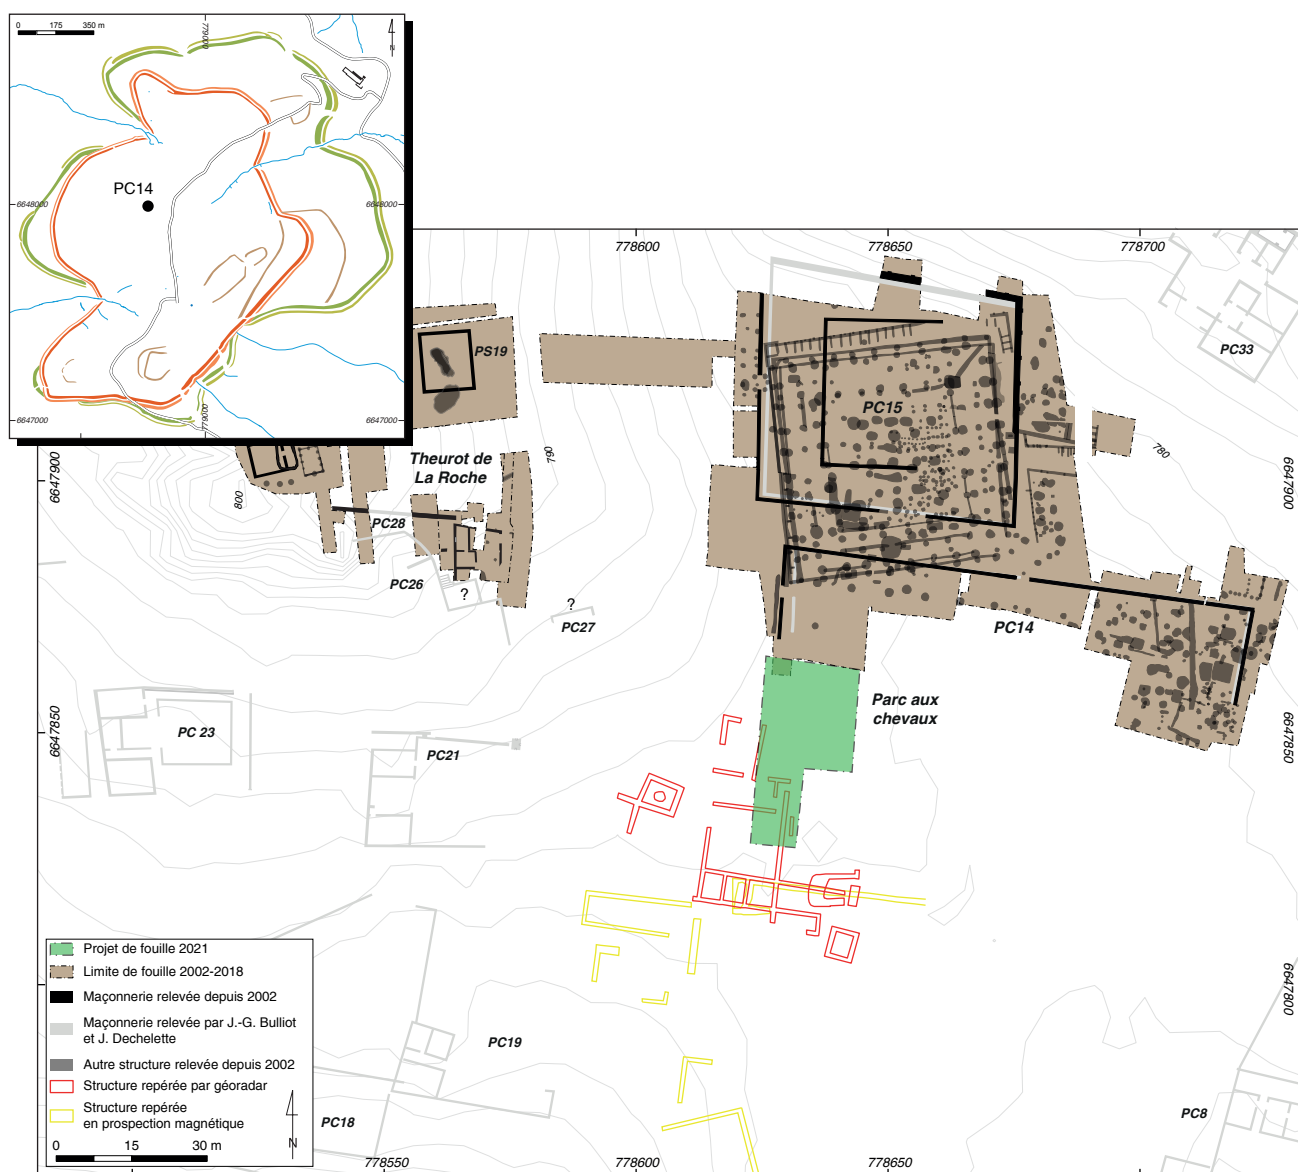 0 175 350 m
779000
N
PC14
6648000
6648000
6647000
6647000
779000
778600
778650
778700
PS19
PC15
PC33
780
760
Theurot de
La Roche
800
6647900
6647900
PC28
PC26
?
?
PC27
PC14
Parc aux
chevaux
PC 23
PC21
6647850
6647850
Projet de fouille 2021
Limite de fouille 2002-2018
Maçonnerie relevée depuis 2002
Maçonnerie relevée par J.-G. Bulliot
et J. Dechelette
Autre structure relevée depuis 2002
Structure repérée par géoradar
Structure repérée
en prospection magnétique
0 15 30 m
N
6647800
PC19
PC18
PC8
778550
778600
778650